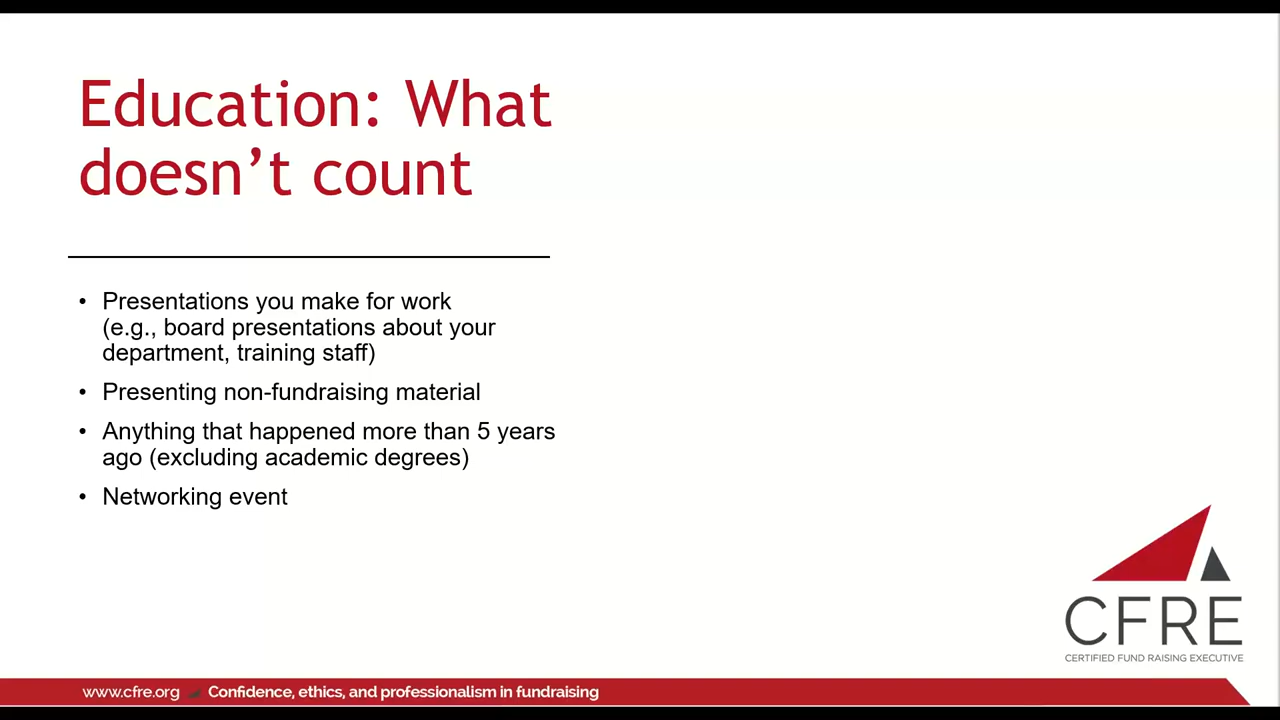 Education: What
doesn’t count
• Presentations you make for work
(e.g., board presentations about your
department, training staff)
• Presenting non-fundraising material
• Anything that happened more than 5 years
ago (excluding academic degrees)
• Networking event
CFRE
CERTIFIED FUND RAISING EXECUTIVE
www.cfre.org Confidence, ethics, and professionalism in fundraising